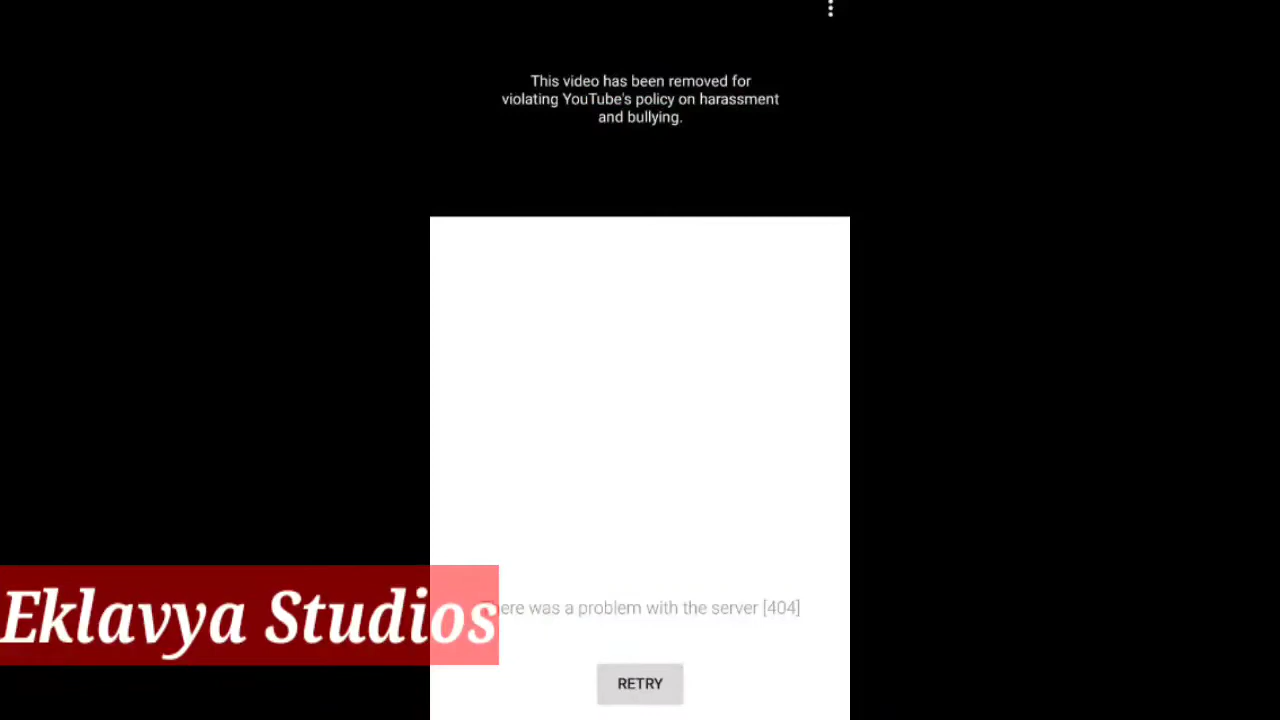 This video has been removed for
violating YouTube's policy on harassment
and bullying.
Eklavya Studios
ere was a problem with the server [404]
RETRY